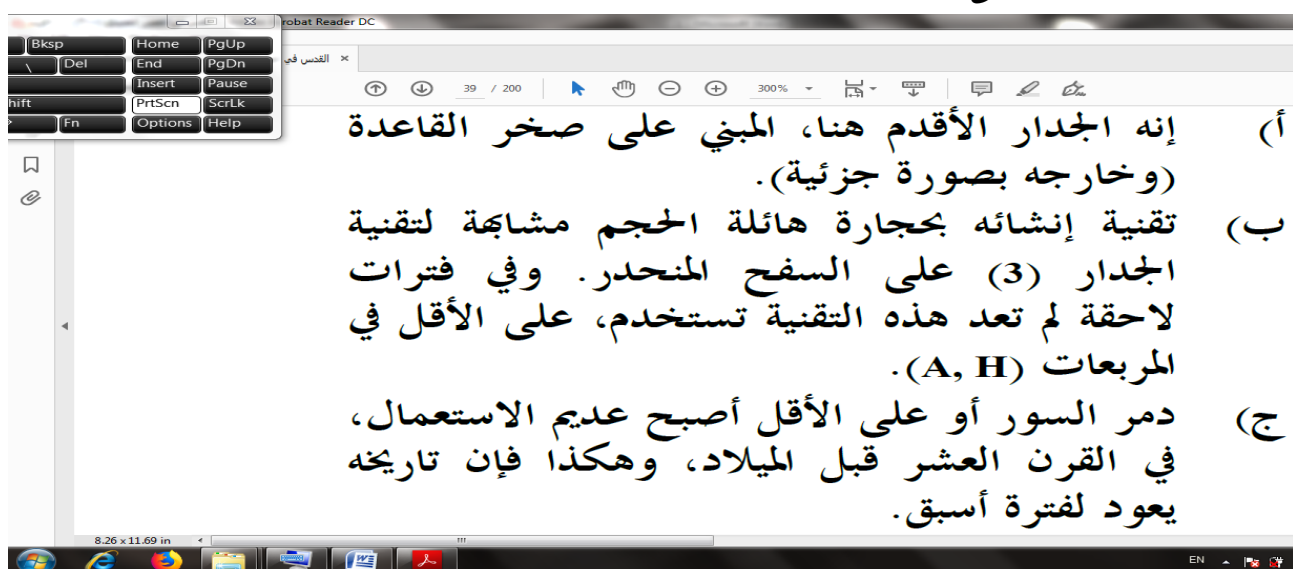 robat Reader DC
Bksp Home PgUp
\ Del End PgDn
Insert Pause
hift PrtScn ScrLk
Fn Options Help
القدس في ×
39 / 200 300%
أ) إنه الجدار الأقدم هنا، المبني على صخر القاعدة
(وخارجه بصورة جزئية).
ب) تقنية إنشائه بحجارة هائلة الحجم مشابهة لتقنية
الجدار (3) على السفح المنحدر. وفي فترات
لاحقة لم تعد هذه التقنية تستخدم، على الأقل في
المربعات (A, H).
ج) دمر السور أو على الأقل أصبح عديم الاستعمال،
في القرن العشر قبل الميلاد، وهكذا فإن تاريخه
يعود لفترة أسبق.
8.26 x 11.69 in
EN